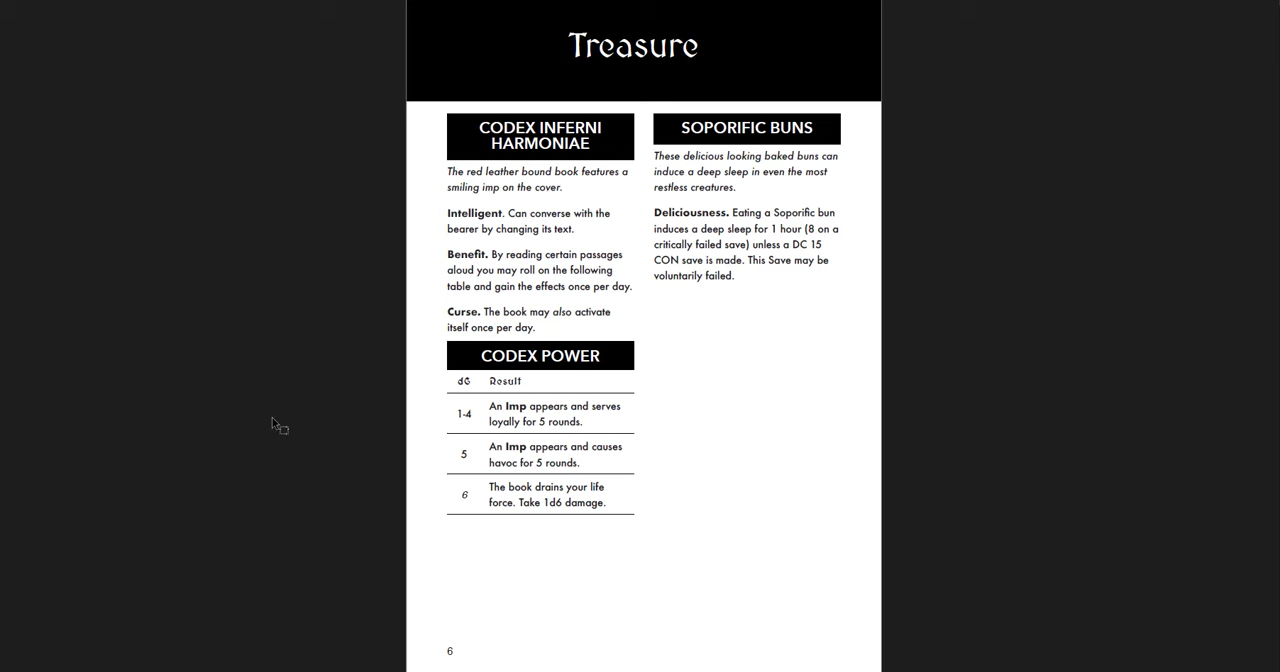 Treasure
CODEX INFERNI
HARMONIAE
The red leather bound book features a
smiling imp on the cover.
Intelligent. Can converse with the
bearer by changing its text.
Benefit. By reading certain passages
aloud you may roll on the following
table and gain the effects once per day.
Curse. The book may also activate
itself once per day.
CODEX POWER
d6 Result
1-4 An Imp appears and serves
loyally for 5 rounds.
5 An Imp appears and causes
havoc for 5 rounds.
6 The book drains your life
force. Take 1d6 damage.
SOPORIFIC BUNS
These delicious looking baked buns can
induce a deep sleep in even the most
restless creatures.
Deliciousness. Eating a Soporific bun
induces a deep sleep for 1 hour (8 on a
critically failed save) unless a DC 15
CON save is made. This Save may be
voluntarily failed.
6